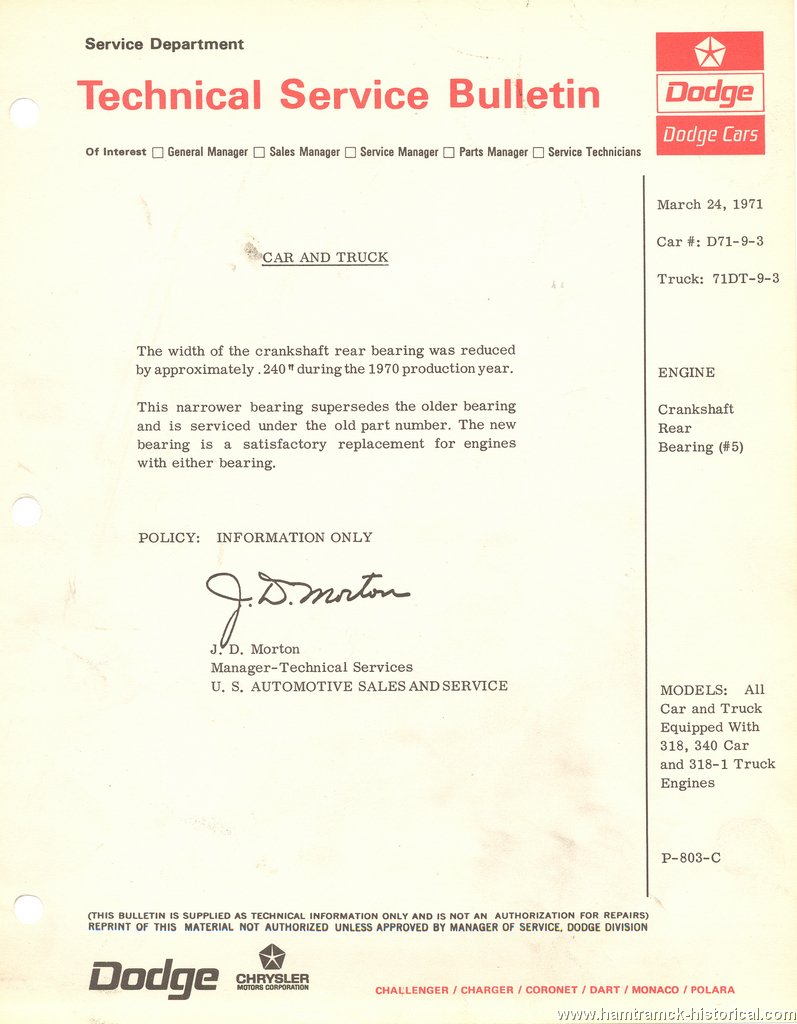 Service Department
Technical Service Bulletin
Dodge
Dodge Cars
Of Interest □ General Manager □ Sales Manager □ Service Manager □ Parts Manager □ Service Technicians
March 24, 1971
Car #: D71-9-3
Truck: 71DT-9-3
CAR AND TRUCK
The width of the crankshaft rear bearing was reduced
by approximately .240" during the 1970 production year.
This narrower bearing supersedes the older bearing
and is serviced under the old part number. The new
bearing is a satisfactory replacement for engines
with either bearing.
ENGINE
Crankshaft
Rear
Bearing (#5)
POLICY: INFORMATION ONLY
J. D. Morton
J. D. Morton
Manager-Technical Services
U. S. AUTOMOTIVE SALES AND SERVICE
MODELS: All
Car and Truck
Equipped With
318, 340 Car
and 318-1 Truck
Engines
P-803-C
(THIS BULLETIN IS SUPPLIED AS TECHNICAL INFORMATION ONLY AND IS NOT AN AUTHORIZATION FOR REPAIRS)
REPRINT OF THIS MATERIAL NOT AUTHORIZED UNLESS APPROVED BY MANAGER OF SERVICE, DODGE DIVISION
Dodge
CHRYSLER
MOTORS CORPORATION
CHALLENGER / CHARGER / CORONET / DART / MONACO / POLARA
www.hamtramck-historical.com